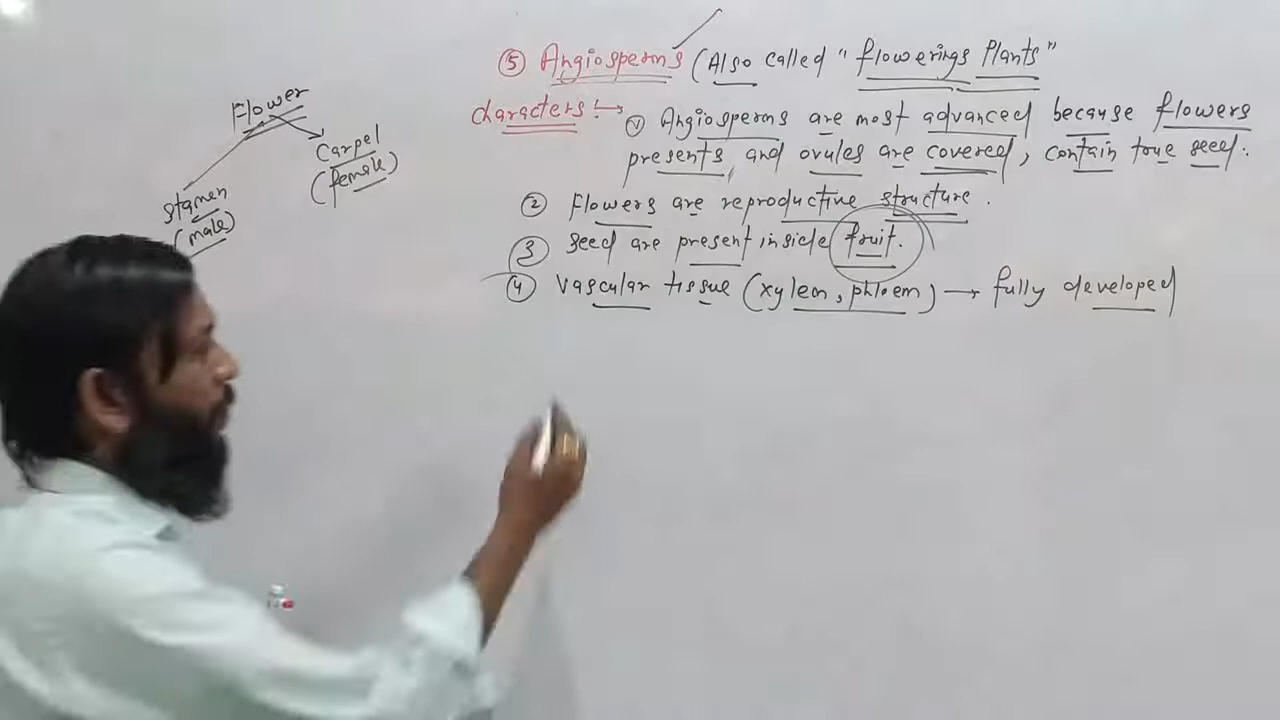 ⑤ Angiosperms (Also called "flowerings Plants"
characters :→ ① Angiosperms are most advanced because flowers
presents, and ovules are covered, contain true seed.
② Flowers are reproductive structure.
③ seed are present inside fruit.
④ Vascular tissue (xylem, phloem) → fully developed
Flower
Carpel
(female)
stamen
(male)